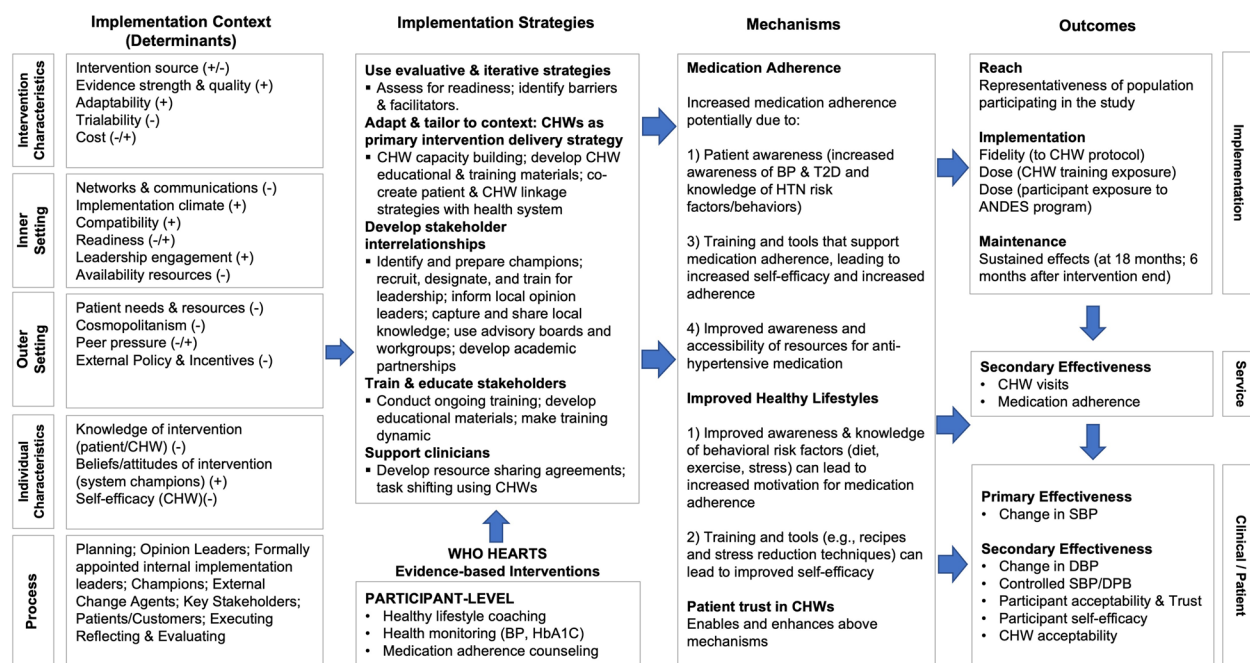 Implementation Context
(Determinants)
Intervention
Characteristics
Intervention source (+/-)
Evidence strength & quality (+)
Adaptability (+)
Trialability (-)
Cost (-/+)
Inner
Setting
Networks & communications (-)
Implementation climate (+)
Compatibility (+)
Readiness (-/+)
Leadership engagement (+)
Availability resources (-)
Outer
Setting
Patient needs & resources (-)
Cosmopolitanism (-)
Peer pressure (-/+)
External Policy & Incentives (-)
Individual
Characteristics
Knowledge of intervention
(patient/CHW) (-)
Beliefs/attitudes of intervention
(system champions) (+)
Self-efficacy (CHW)(-)
Process
Planning; Opinion Leaders; Formally
appointed internal implementation
leaders; Champions; External
Change Agents; Key Stakeholders;
Patients/Customers; Executing
Reflecting & Evaluating
Implementation Strategies
Use evaluative & iterative strategies
▪ Assess for readiness; identify barriers
& facilitators.
Adapt & tailor to context: CHWs as
primary intervention delivery strategy
▪ CHW capacity building; develop CHW
educational & training materials; co-
create patient & CHW linkage
strategies with health system
Develop stakeholder
interrelationships
▪ Identify and prepare champions;
recruit, designate, and train for
leadership; inform local opinion
leaders; capture and share local
knowledge; use advisory boards and
workgroups; develop academic
partnerships
Train & educate stakeholders
▪ Conduct ongoing training; develop
educational materials; make training
dynamic
Support clinicians
▪ Develop resource sharing agreements;
task shifting using CHWs
WHO HEARTS
Evidence-based Interventions
PARTICIPANT-LEVEL
• Healthy lifestyle coaching
• Health monitoring (BP, HbA1C)
• Medication adherence counseling
Mechanisms
Medication Adherence
Increased medication adherence
potentially due to:
1) Patient awareness (increased
awareness of BP & T2D and
knowledge of HTN risk
factors/behaviors)
3) Training and tools that support
medication adherence, leading to
increased self-efficacy and increased
adherence
4) Improved awareness and
accessibility of resources for anti-
hypertensive medication
Improved Healthy Lifestyles
1) Improved awareness & knowledge
of behavioral risk factors (diet,
exercise, stress) can lead to
increased motivation for medication
adherence
2) Training and tools (e.g., recipes
and stress reduction techniques) can
lead to improved self-efficacy
Patient trust in CHWs
Enables and enhances above
mechanisms
Outcomes
Reach
Representativeness of population
participating in the study
Implementation
Fidelity (to CHW protocol)
Dose (CHW training exposure)
Dose (participant exposure to
ANDES program)
Maintenance
Sustained effects (at 18 months; 6
months after intervention end)
Implementation
Secondary Effectiveness
• CHW visits
• Medication adherence
Service
Primary Effectiveness
• Change in SBP
Secondary Effectiveness
• Change in DBP
• Controlled SBP/DPB
• Participant acceptability & Trust
• Participant self-efficacy
• CHW acceptability
Clinical / Patient